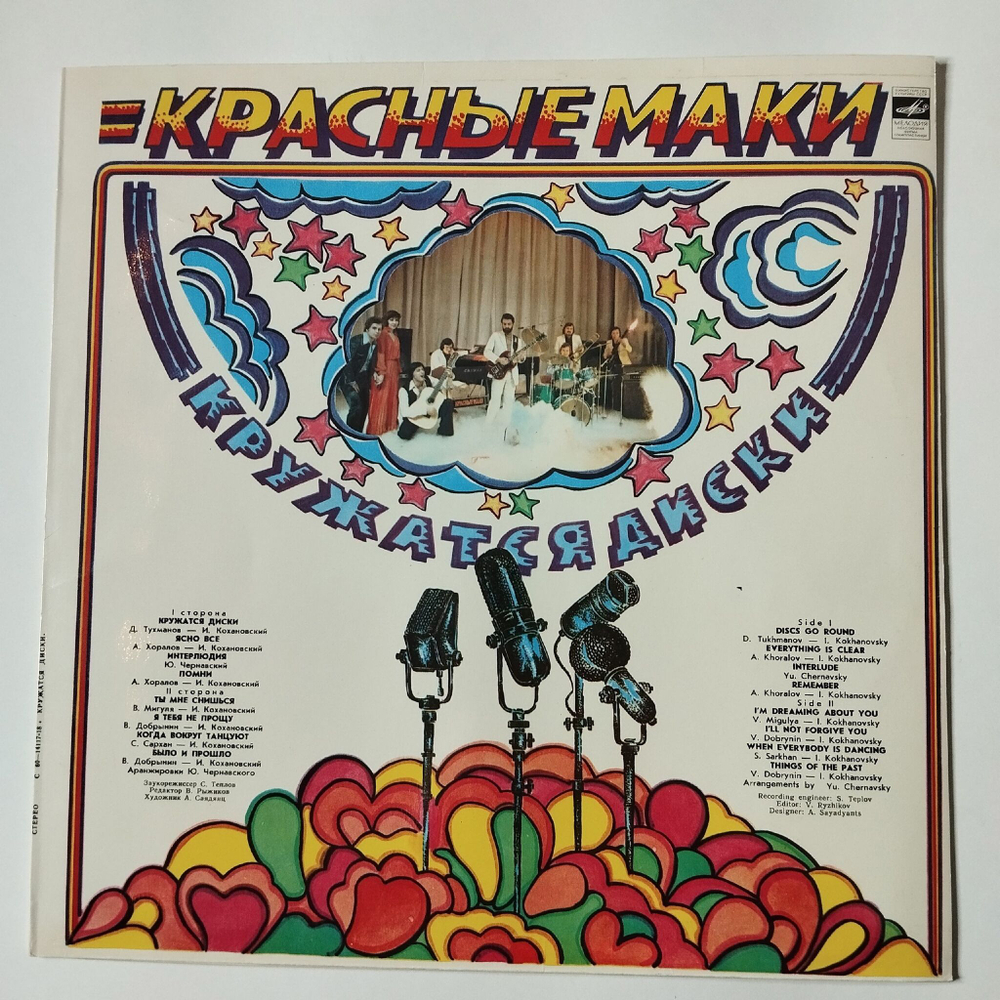 КРАСНЫЕ МАКИ
МЕЛОДИЯ
КРУЖАТСЯ ДИСКИ
I сторона
КРУЖАТСЯ ДИСКИ
Д. Тухманов — И. Кохановский
ЯСНО ВСЕ
А. Хоралов — И. Кохановский
ИНТЕРЛЮДИЯ
Ю. Чернавский
ПОМНИ
А. Хоралов — И. Кохановский
II сторона
ТЫ МНЕ СНИШЬСЯ
В. Мигуля — И. Кохановский
Я ТЕБЯ НЕ ПРОЩУ
В. Добрынин — И. Кохановский
КОГДА ВОКРУГ ТАНЦУЮТ
С. Сархан — И. Кохановский
БЫЛО И ПРОШЛО
В. Добрынин — И. Кохановский
Аранжировки Ю. Чернавского
Звукорежиссер С. Теплов
Редактор В. Рыжиков
Художник А. Саядянц
Side I
DISCS GO ROUND
D. Tukhmanov — I. Kokhanovsky
EVERYTHING IS CLEAR
A. Khoralov — I. Kokhanovsky
INTERLUDE
Yu. Chernavsky
REMEMBER
A. Khoralov — I. Kokhanovsky
Side II
I'M DREAMING ABOUT YOU
V. Migulya — I. Kokhanovsky
I'LL NOT FORGIVE YOU
V. Dobrynin — I. Kokhanovsky
WHEN EVERYBODY IS DANCING
S. Sarkhan — I. Kokhanovsky
THINGS OF THE PAST
V. Dobrynin — I. Kokhanovsky
Arrangements by Yu. Chernavsky
Recording engineer: S. Teplov
Editor: V. Ryzhikov
Designer: A. Sayadyants
СТЕРЕО С 60—14117-18. КРУЖАТСЯ ДИСКИ.